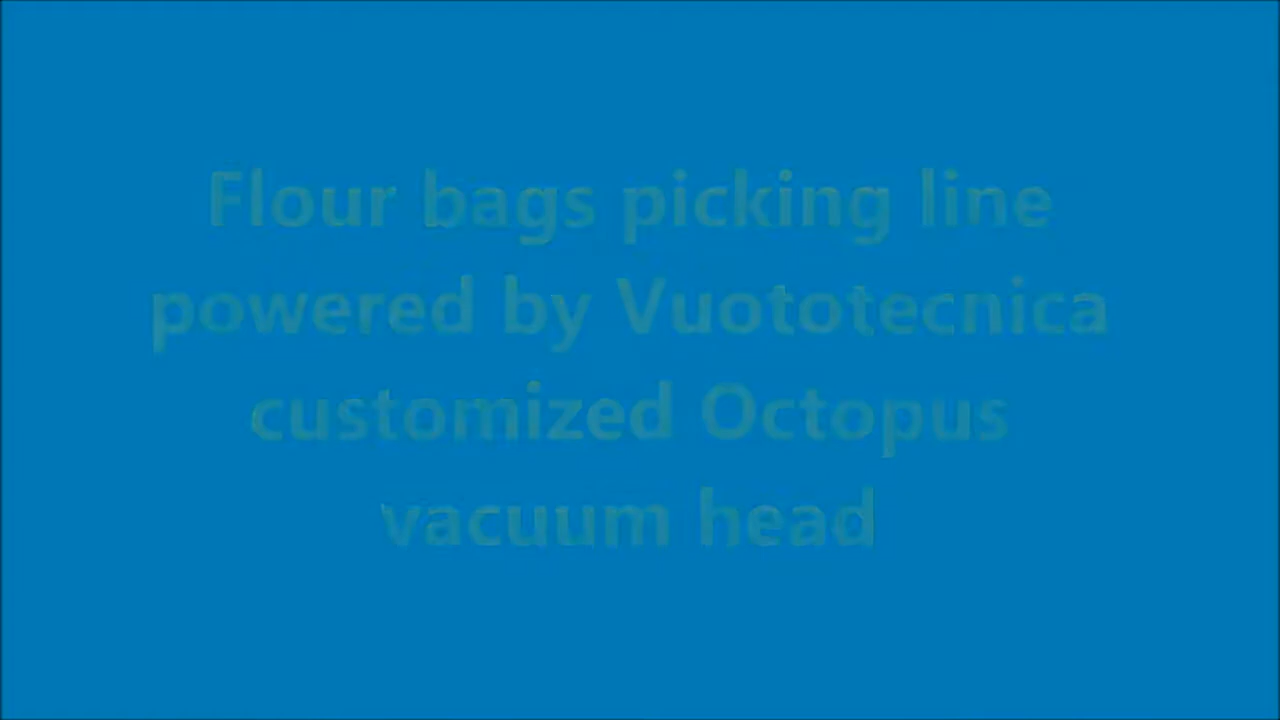 Flour bags picking line
powered by Vuototecnica
customized Octopus
vacuum head